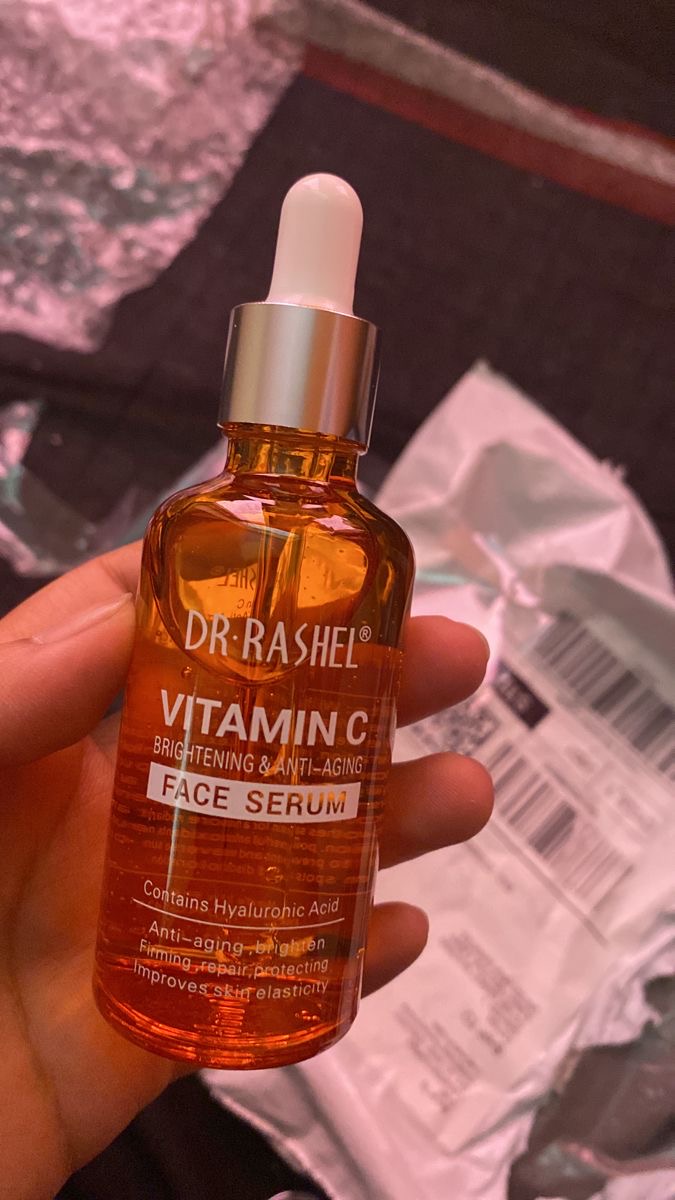 DR·RASHEL®
VITAMIN C
BRIGHTENING & ANTI-AGING
FACE SERUM
Contains Hyaluronic Acid
Anti-aging ,brighten
Firming ,repair,protecting
Improves skin elasticity